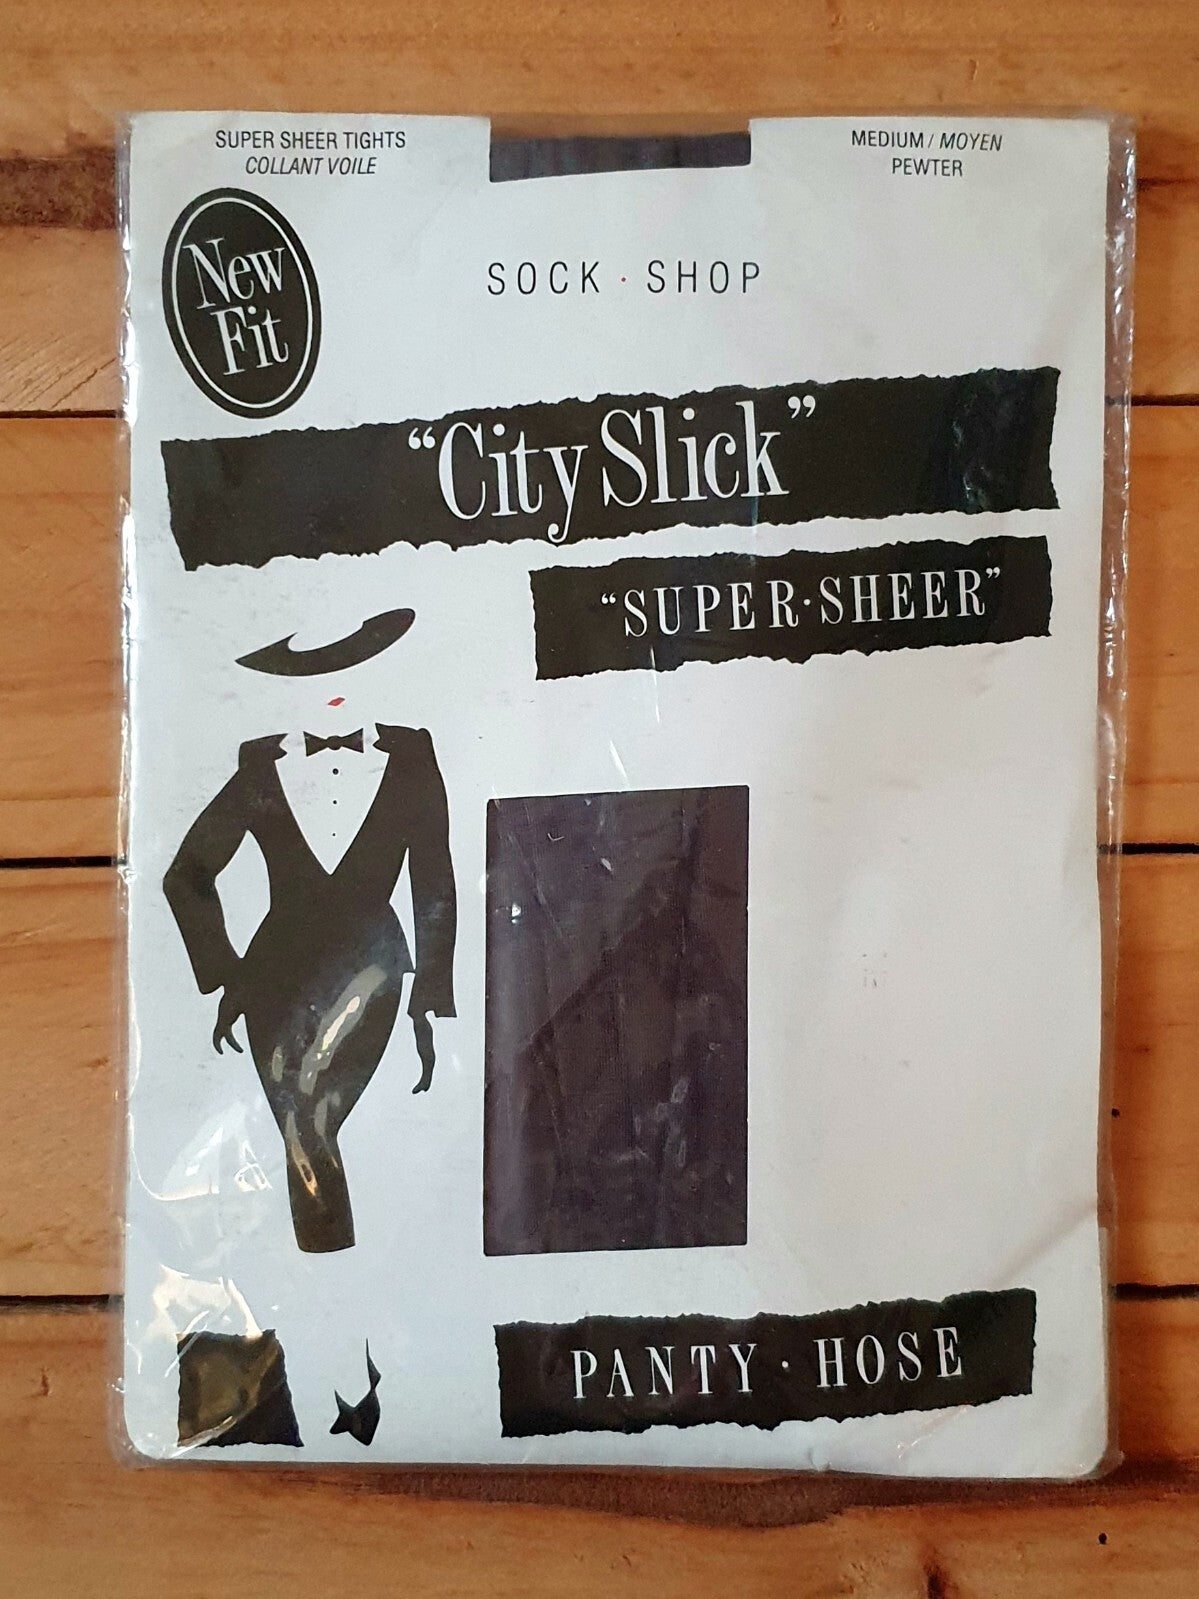 SUPER SHEER TIGHTS
COLLANT VOILE
MEDIUM / MOYEN
PEWTER
New
Fit
SOCK · SHOP
“City Slick”
“SUPER·SHEER”
PANTY · HOSE